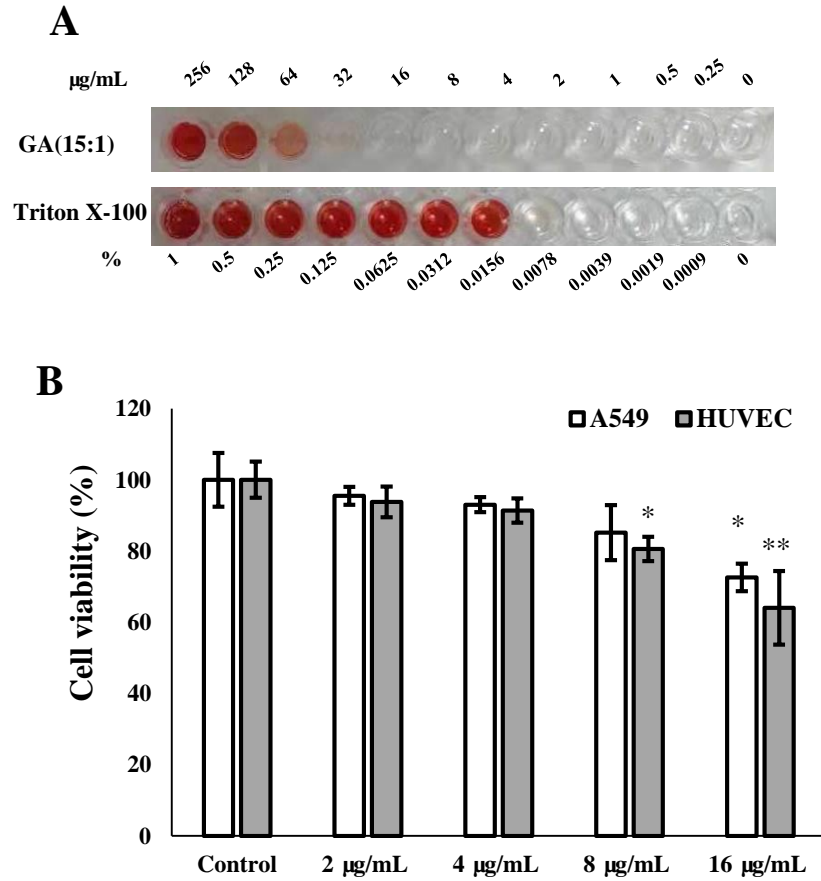 A
µg/mL 256 128 64 32 16 8 4 2 1 0.5 0.25 0
GA(15:1)
Triton X-100
% 1 0.5 0.25 0.125 0.0625 0.0312 0.0156 0.0078 0.0039 0.0019 0.0009 0
B
A549 HUVEC
Cell viability (%)
120
100
80
60
40
20
0
*
*
**
Control 2 µg/mL 4 µg/mL 8 µg/mL 16 µg/mL